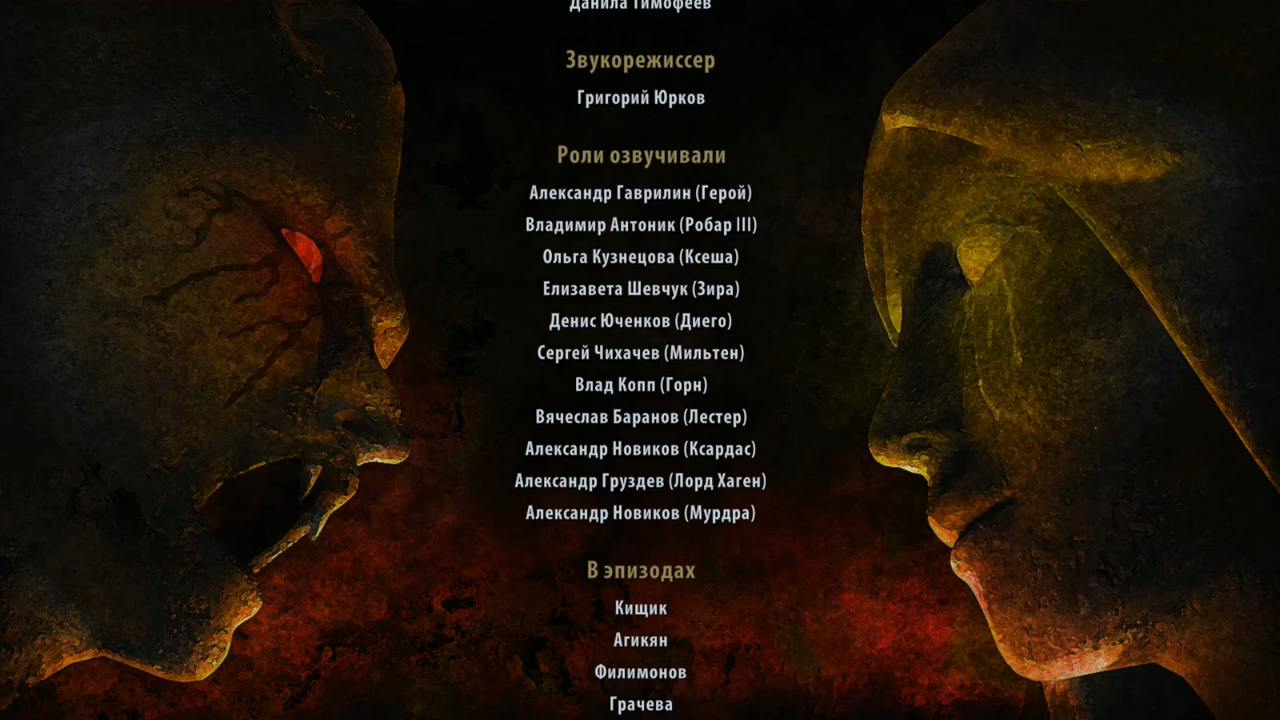 Данила Тимофеев
Звукорежиссер
Григорий Юрков
Роли озвучивали
Александр Гаврилин (Герой)
Владимир Антоник (Робар III)
Ольга Кузнецова (Ксеша)
Елизавета Шевчук (Зира)
Денис Юченков (Диего)
Сергей Чихачев (Мильтен)
Влад Копп (Горн)
Вячеслав Баранов (Лестер)
Александр Новиков (Ксардас)
Александр Груздев (Лорд Хаген)
Александр Новиков (Мурдра)
В эпизодах
Кищик
Агикян
Филимонов
Грачева